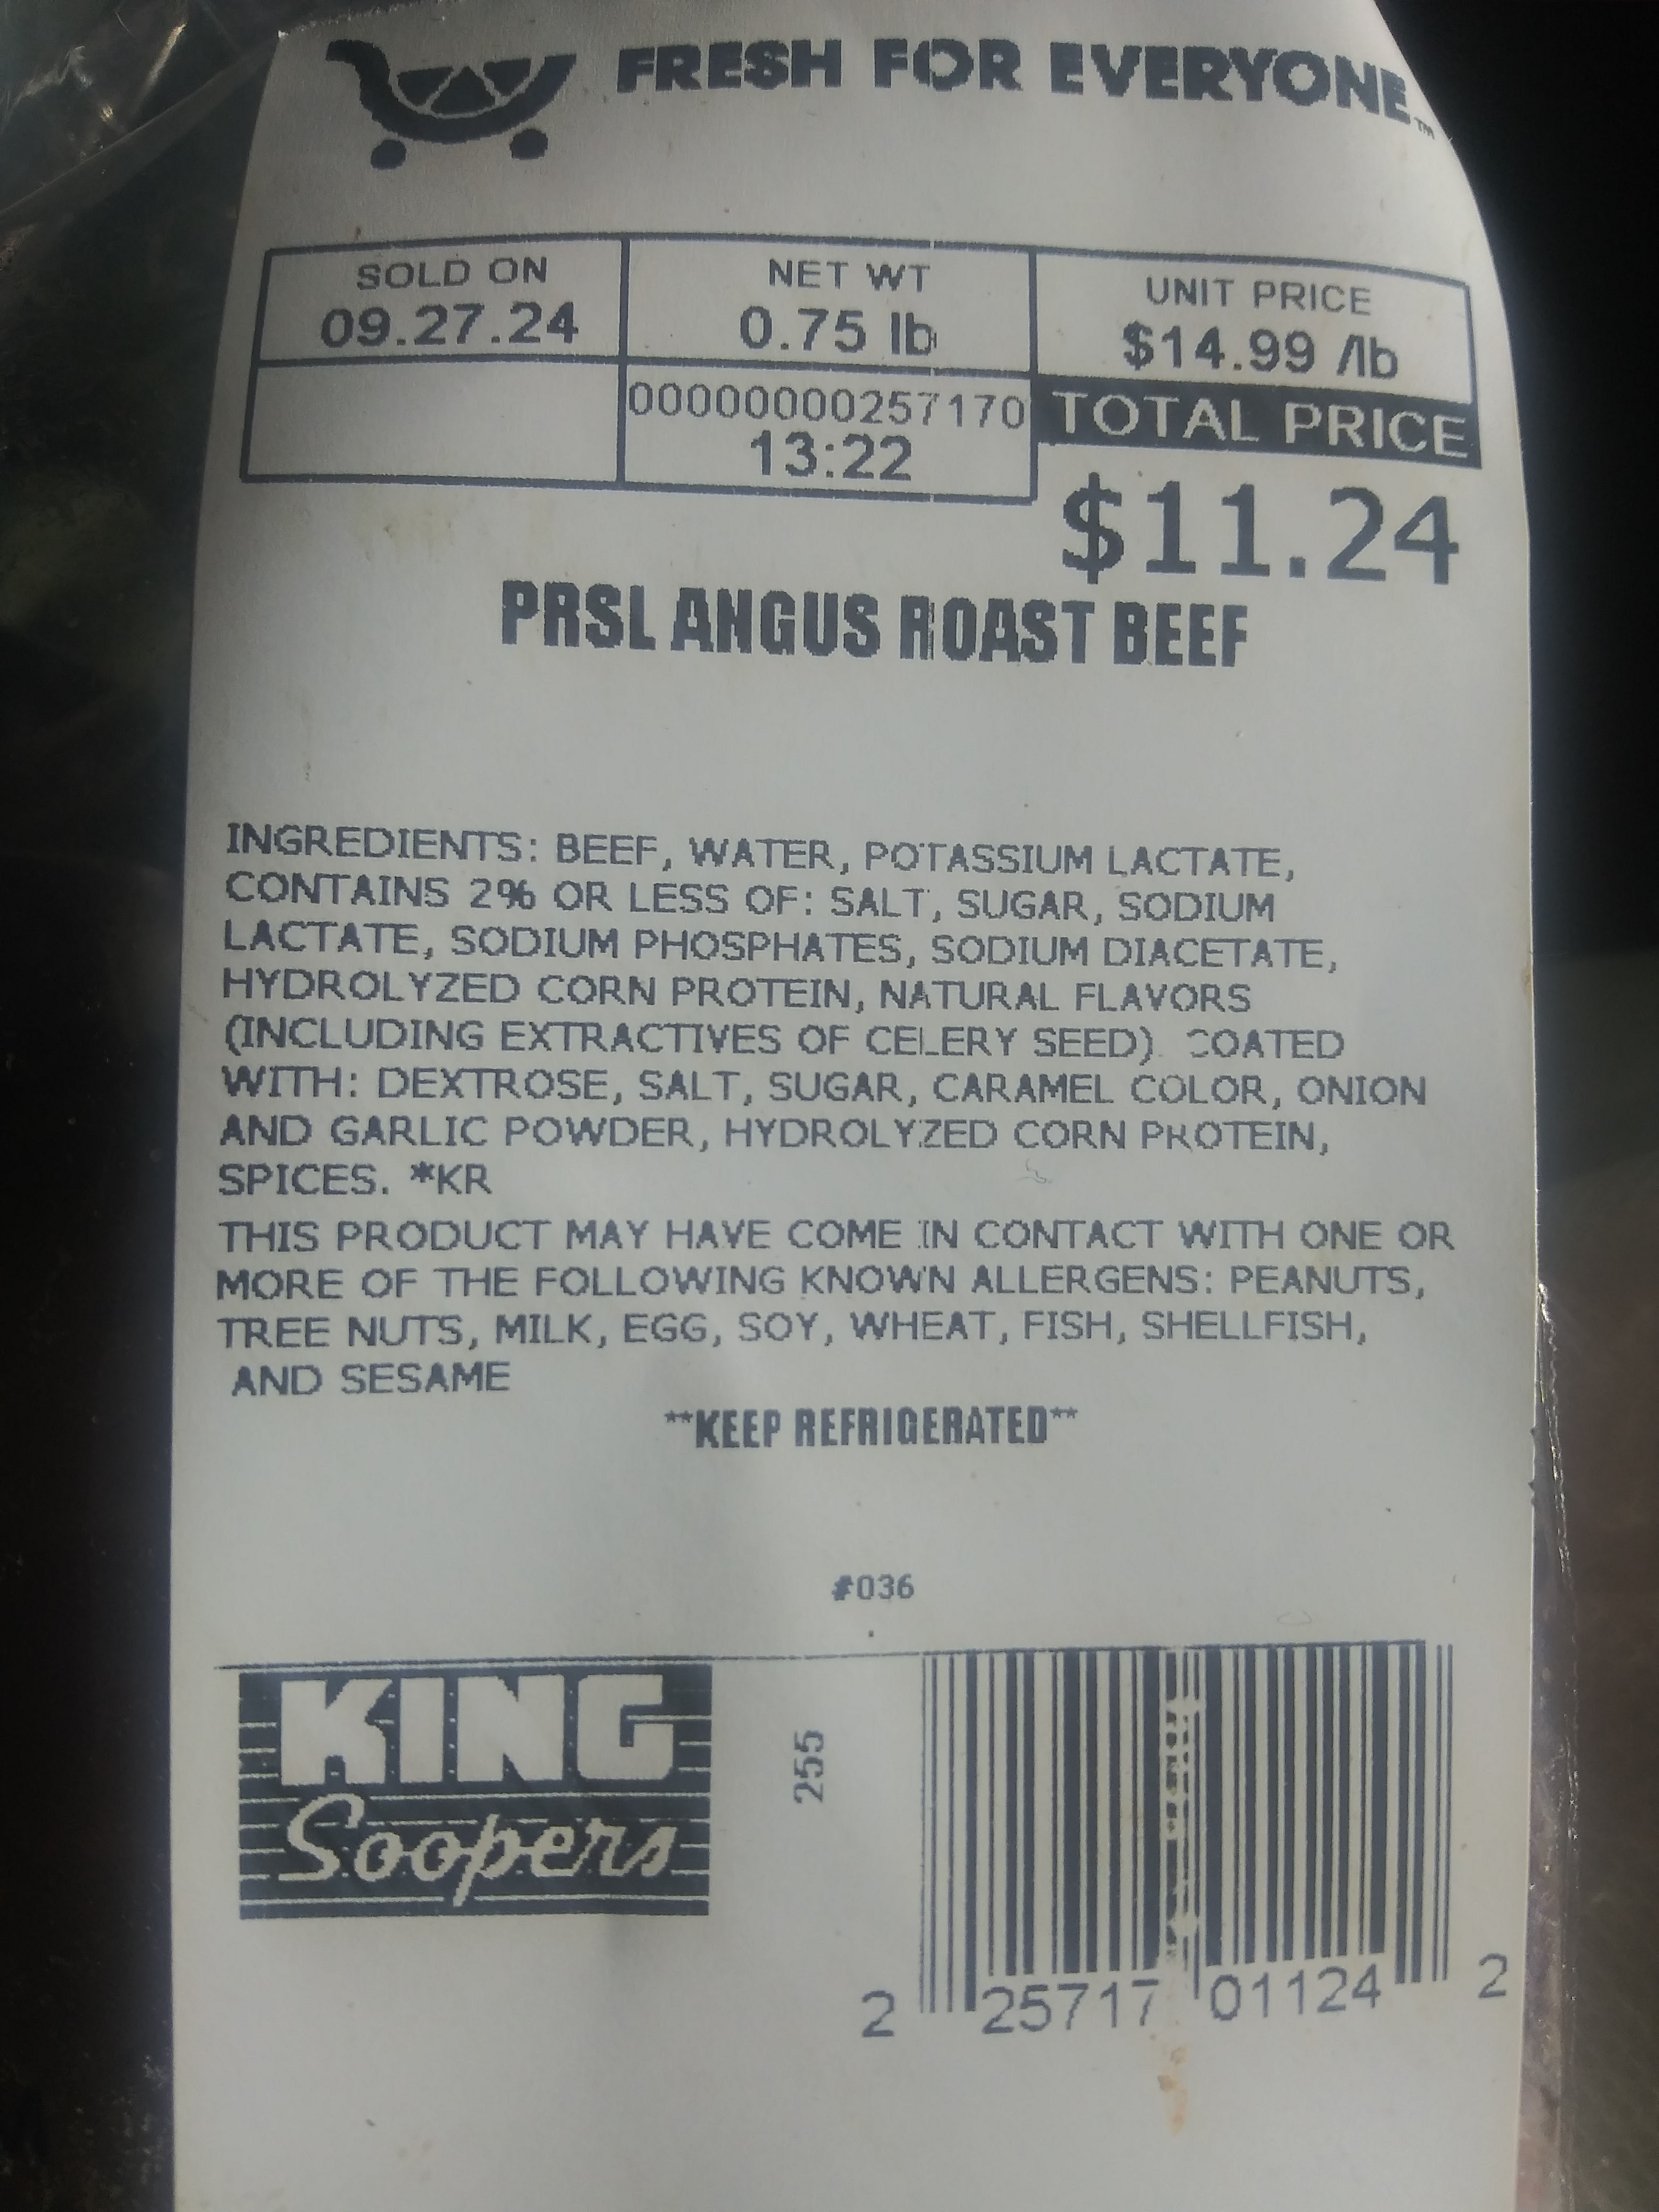 FRESH FOR EVERYONE™
SOLD ON
09.27.24
NET WT
0.75 lb
UNIT PRICE
$14.99 /lb
00000000257170
13:22
TOTAL PRICE
$11.24
PRSL ANGUS ROAST BEEF
INGREDIENTS: BEEF, WATER, POTASSIUM LACTATE,
CONTAINS 2% OR LESS OF: SALT, SUGAR, SODIUM
LACTATE, SODIUM PHOSPHATES, SODIUM DIACETATE,
HYDROLYZED CORN PROTEIN, NATURAL FLAVORS
(INCLUDING EXTRACTIVES OF CELERY SEED). COATED
WITH: DEXTROSE, SALT, SUGAR, CARAMEL COLOR, ONION
AND GARLIC POWDER, HYDROLYZED CORN PROTEIN,
SPICES. *KR
THIS PRODUCT MAY HAVE COME IN CONTACT WITH ONE OR
MORE OF THE FOLLOWING KNOWN ALLERGENS: PEANUTS,
TREE NUTS, MILK, EGG, SOY, WHEAT, FISH, SHELLFISH,
AND SESAME
**KEEP REFRIGERATED**
#036
KING
Soopers
255
2 25717 01124 2